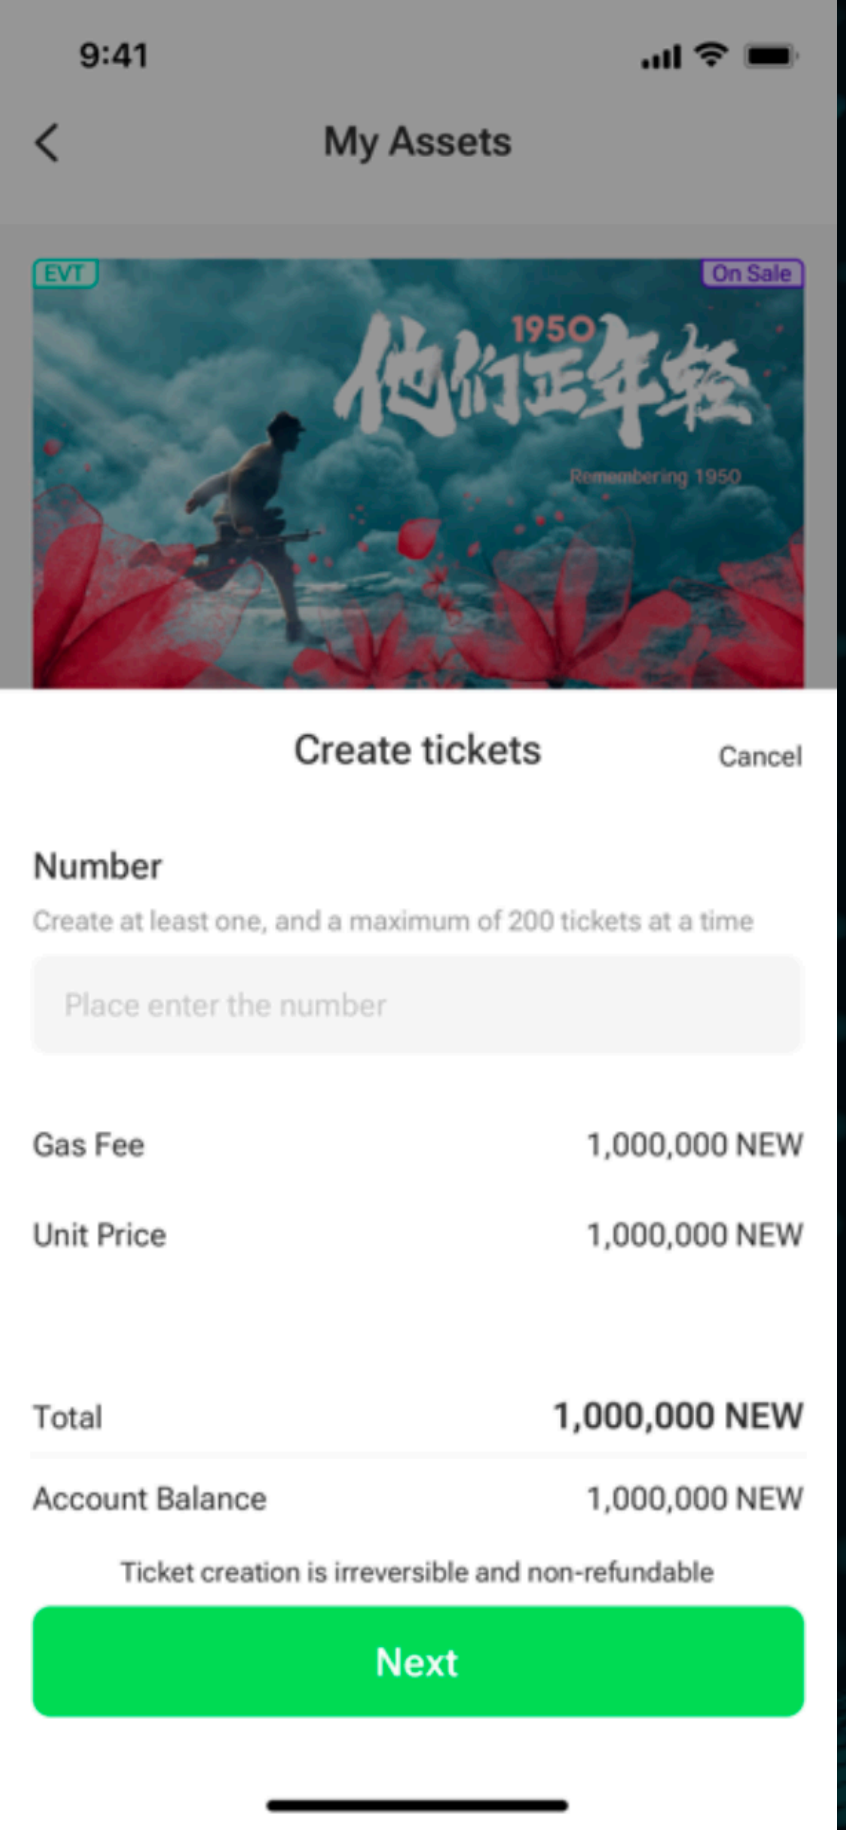 9:41
My Assets
EVT
On Sale
1950
他们正年轻
Remembering 1950
Create tickets
Cancel
Number
Create at least one, and a maximum of 200 tickets at a time
Place enter the number
Gas Fee
1,000,000 NEW
Unit Price
1,000,000 NEW
Total
1,000,000 NEW
Account Balance
1,000,000 NEW
Ticket creation is irreversible and non-refundable
Next